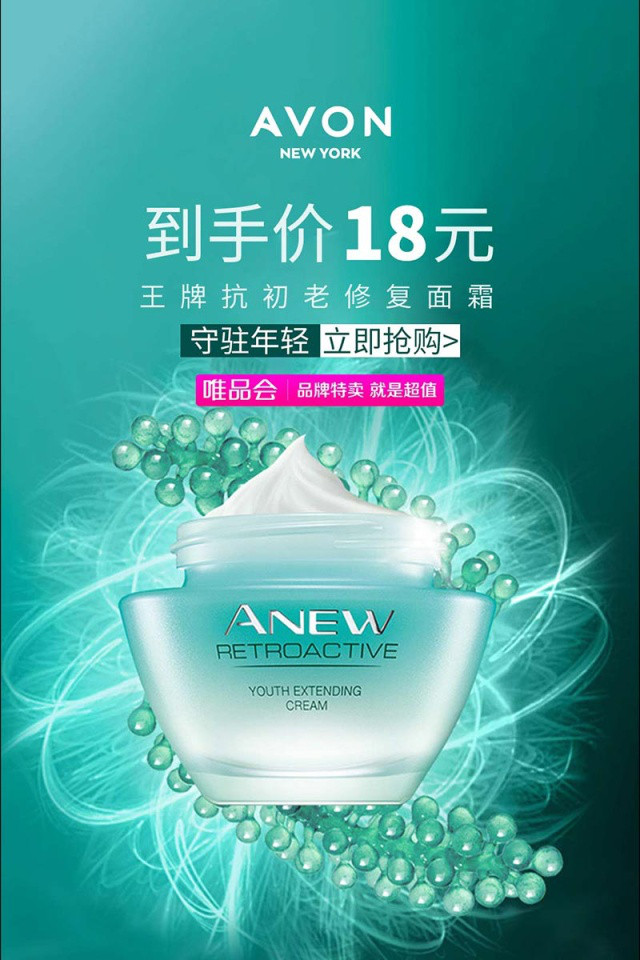 AVON
NEW YORK
到手价18元
王牌抗初老修复面霜
守驻年轻 立即抢购>
唯品会 | 品牌特卖 就是超值
ANEW
RETROACTIVE
YOUTH EXTENDING
CREAM